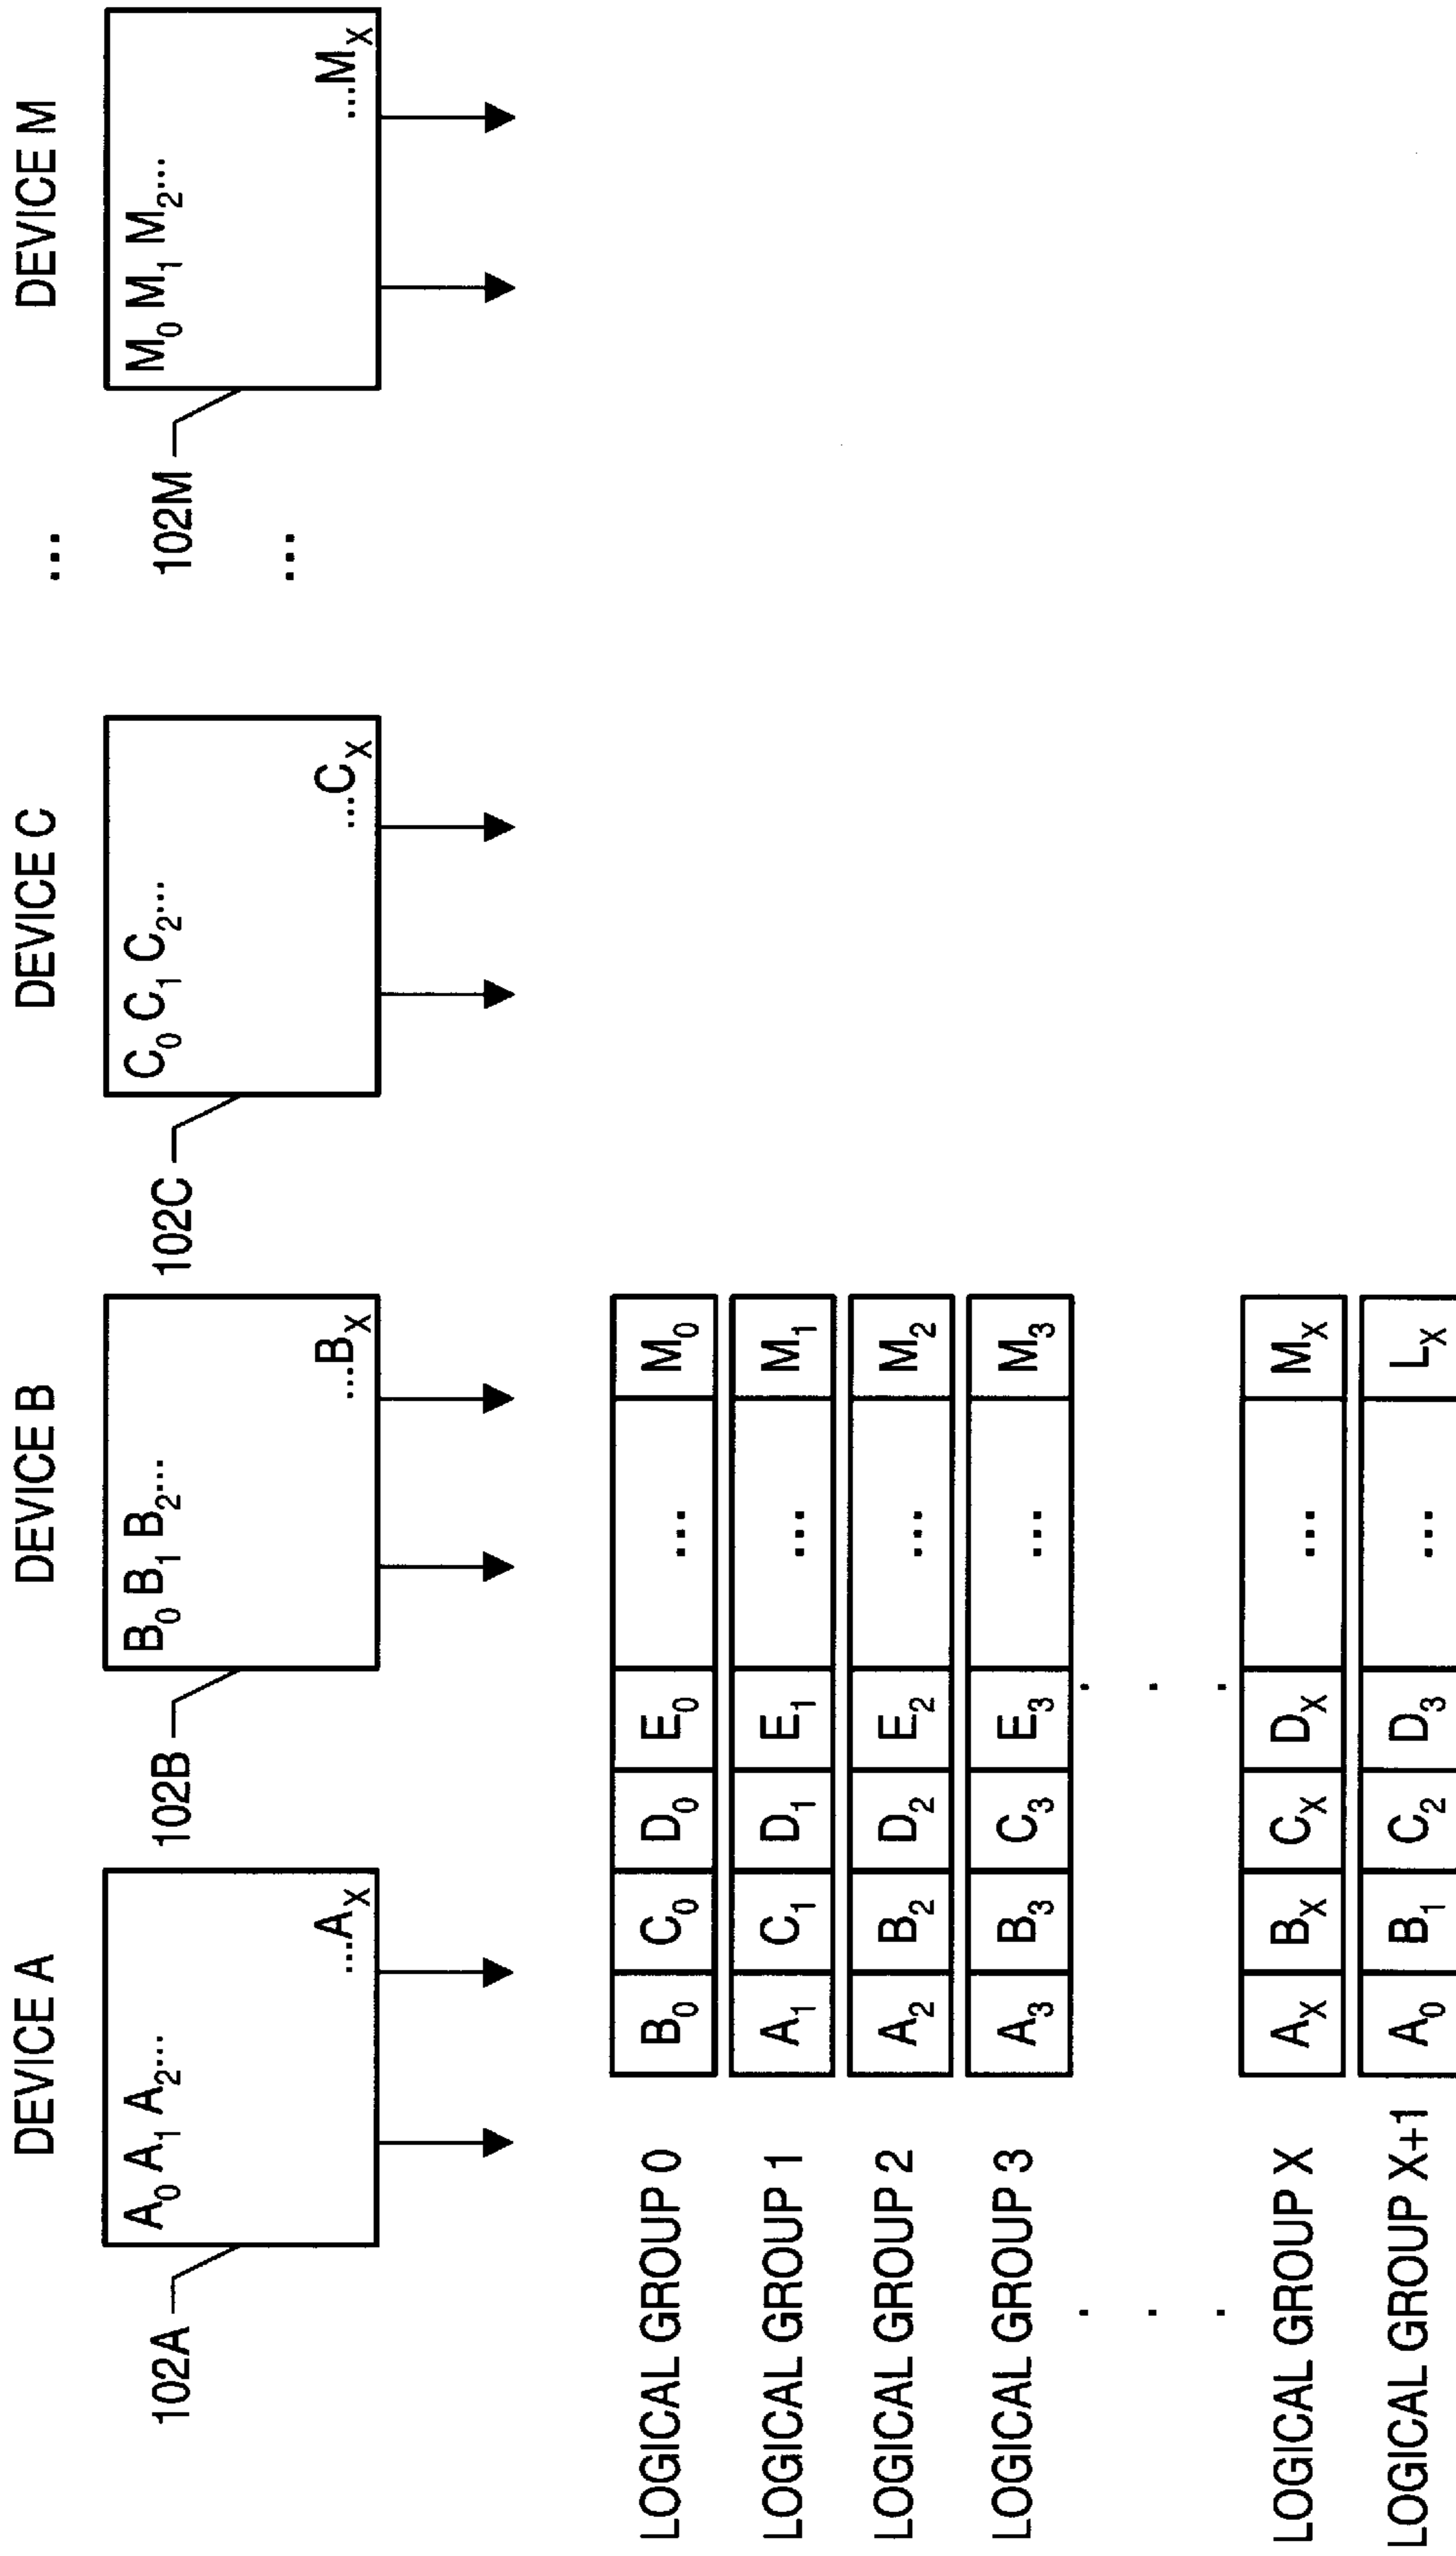 DEVICE A DEVICE B DEVICE C ... DEVICE M
A₀ A₁ A₂... B₀ B₁ B₂... C₀ C₁ C₂... M₀ M₁ M₂...
102A 102B 102C 102M
...Aₓ ...Bₓ ...Cₓ ... ...Mₓ
LOGICAL GROUP 0 B₀ C₀ D₀ E₀ ... M₀
LOGICAL GROUP 1 A₁ C₁ D₁ E₁ ... M₁
LOGICAL GROUP 2 A₂ B₂ D₂ E₂ ... M₂
LOGICAL GROUP 3 A₃ B₃ C₃ E₃ ... M₃
LOGICAL GROUP X Aₓ Bₓ Cₓ Dₓ ... Mₓ
LOGICAL GROUP X+1 A₀ B₁ C₂ D₃ ... Lₓ